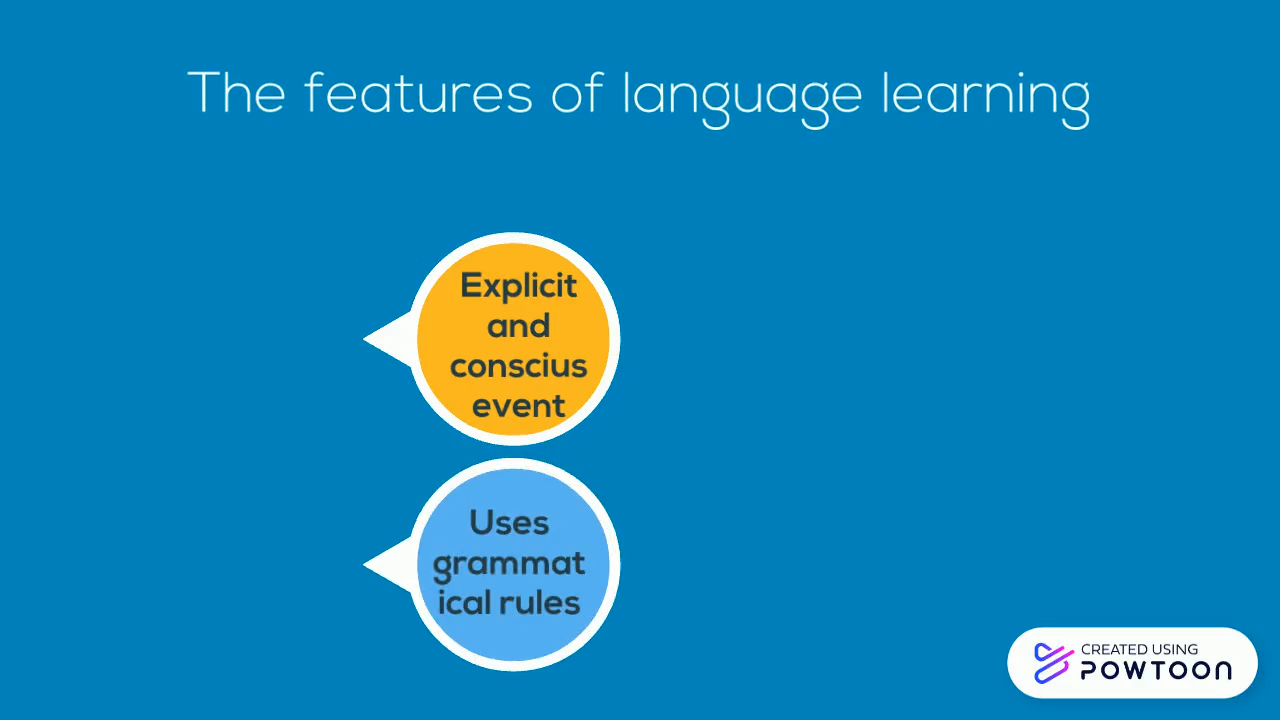 The features of language learning
Explicit
and
conscius
event
Uses
grammat
ical rules
CREATED USING
POWTOON